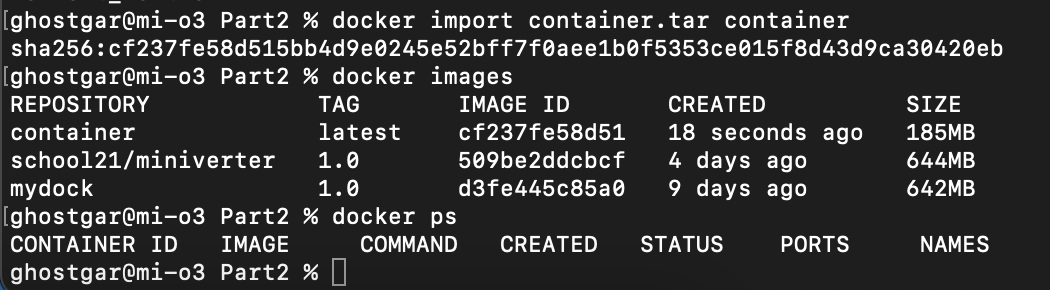 [ghostgar@mi-o3 Part2 % docker import container.tar container
sha256:cf237fe58d515bb4d9e0245e52bff7f0aee1b0f5353ce015f8d43d9ca30420eb
[ghostgar@mi-o3 Part2 % docker images
REPOSITORY TAG IMAGE ID CREATED SIZE
container latest cf237fe58d51 18 seconds ago 185MB
school21/miniverter 1.0 509be2ddcbcf 4 days ago 644MB
mydock 1.0 d3fe445c85a0 9 days ago 642MB
[ghostgar@mi-o3 Part2 % docker ps
CONTAINER ID IMAGE COMMAND CREATED STATUS PORTS NAMES
ghostgar@mi-o3 Part2 %